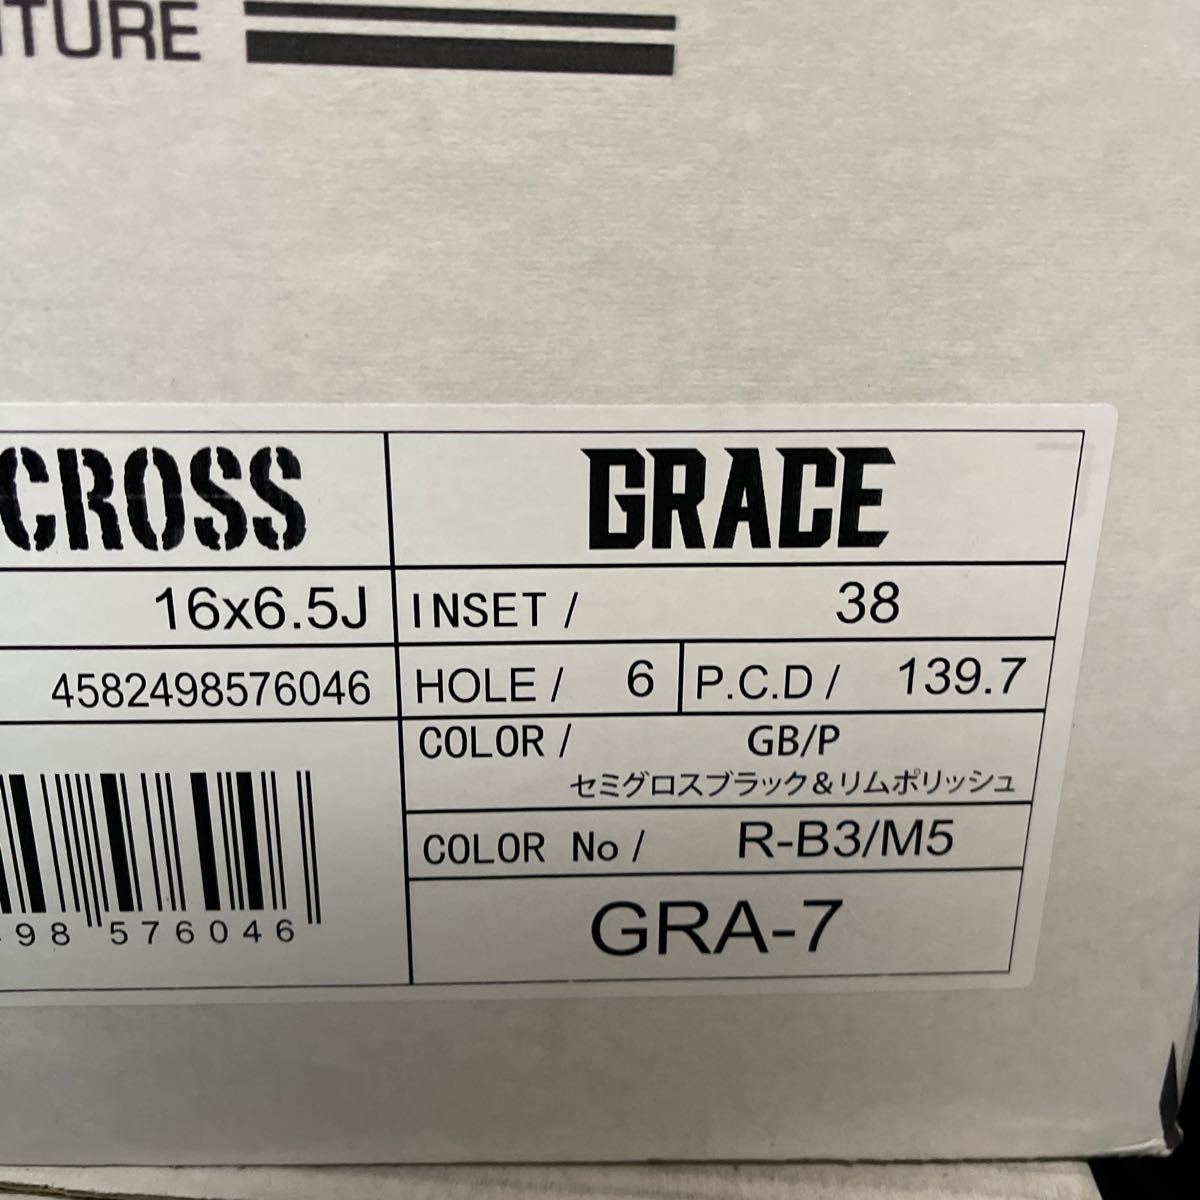 CROSS
GRACE
16x6.5J
INSET / 38
4582498576046
HOLE / 6
P.C.D / 139.7
COLOR / GB/P
セミグロスブラック&リムポリッシュ
COLOR No / R-B3/M5
98 576046
GRA-7